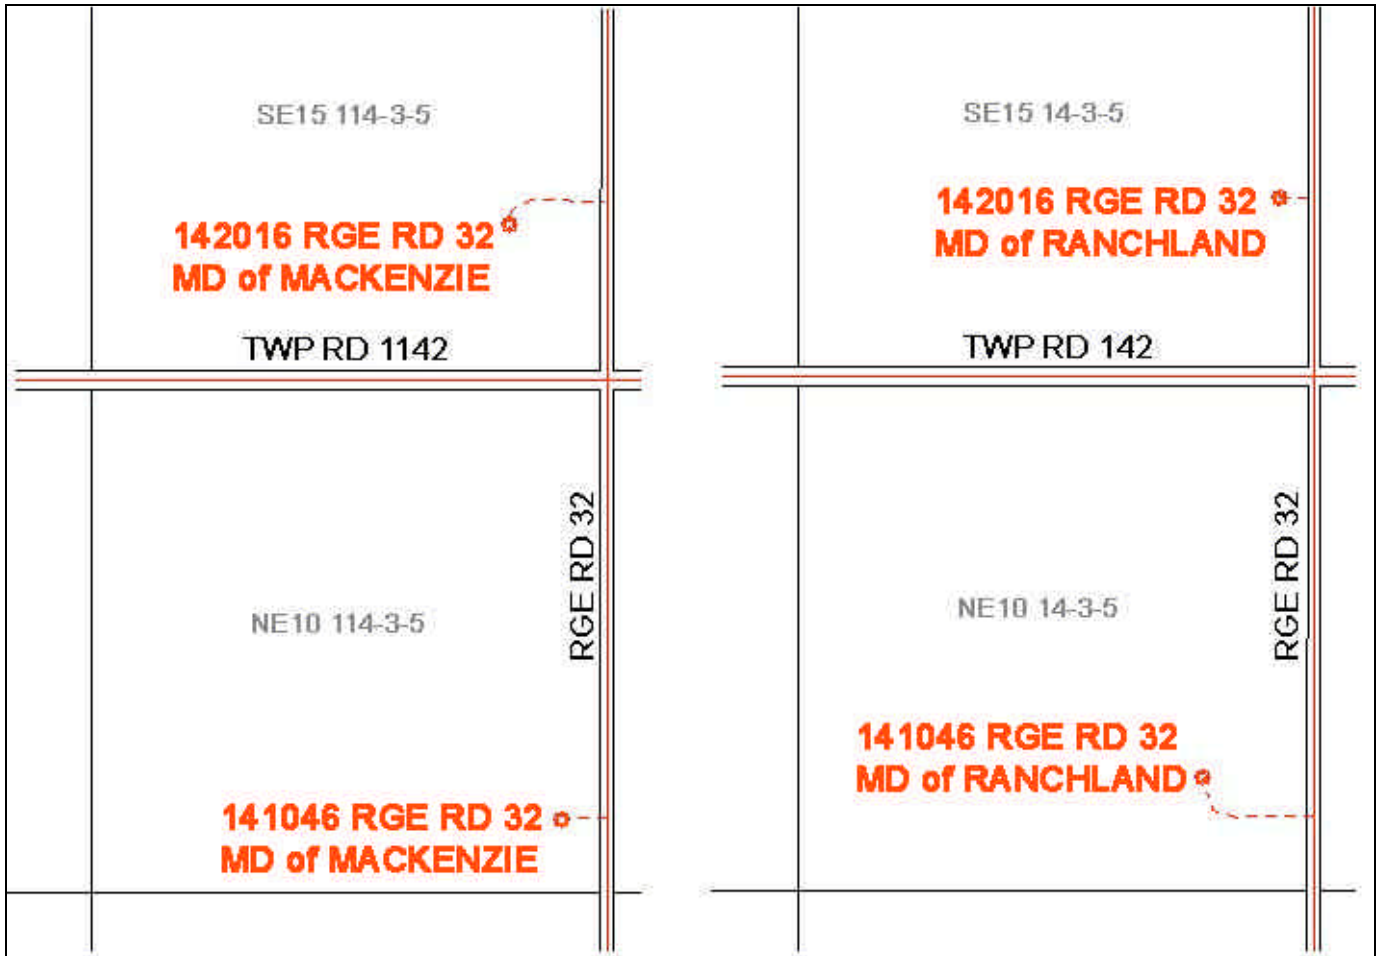 SE15 114-3-5
142016 RGE RD 32
MD of MACKENZIE
TWP RD 1142
RGE RD 32
NE10 114-3-5
141046 RGE RD 32
MD of MACKENZIE
SE15 14-3-5
142016 RGE RD 32
MD of RANCHLAND
TWP RD 142
RGE RD 32
NE10 14-3-5
141046 RGE RD 32
MD of RANCHLAND